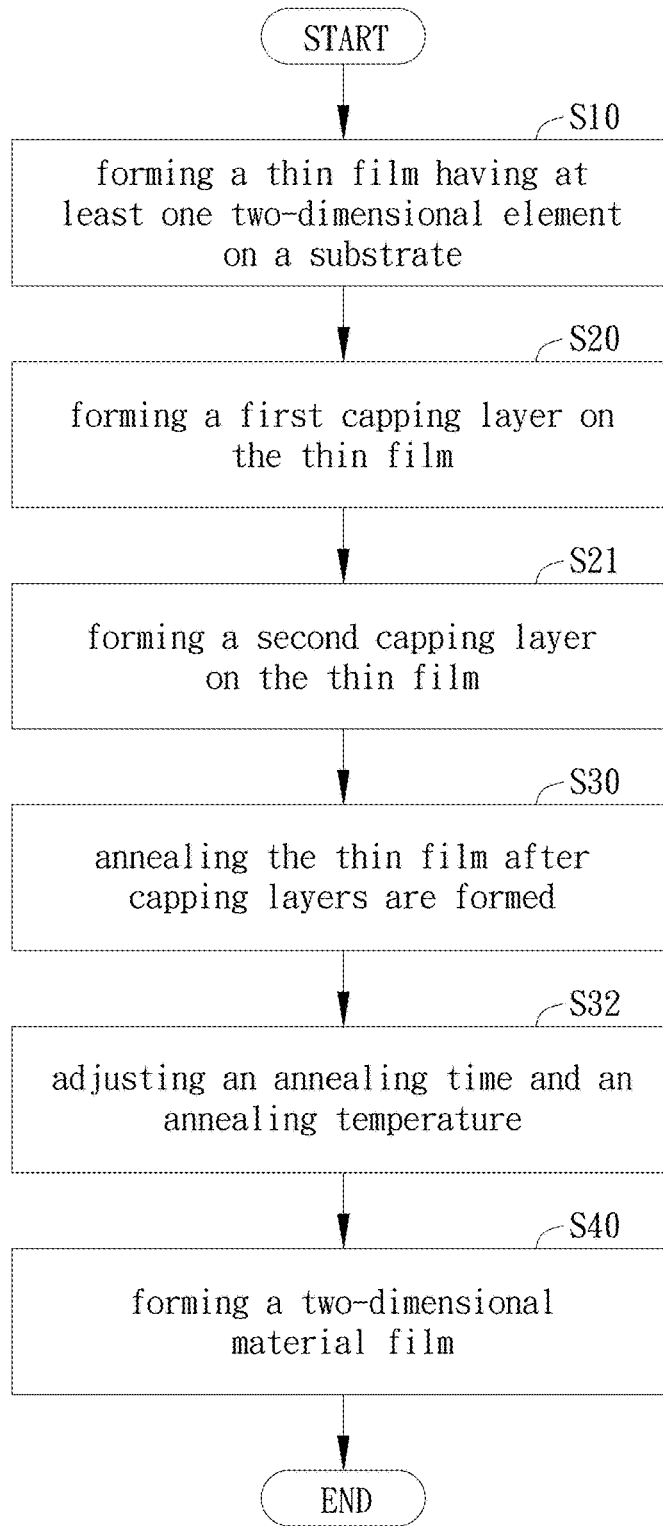 START
S10
forming a thin film having at
least one two-dimensional element
on a substrate
S20
forming a first capping layer on
the thin film
S21
forming a second capping layer
on the thin film
S30
annealing the thin film after
capping layers are formed
S32
adjusting an annealing time and an
annealing temperature
S40
forming a two-dimensional
material film
END